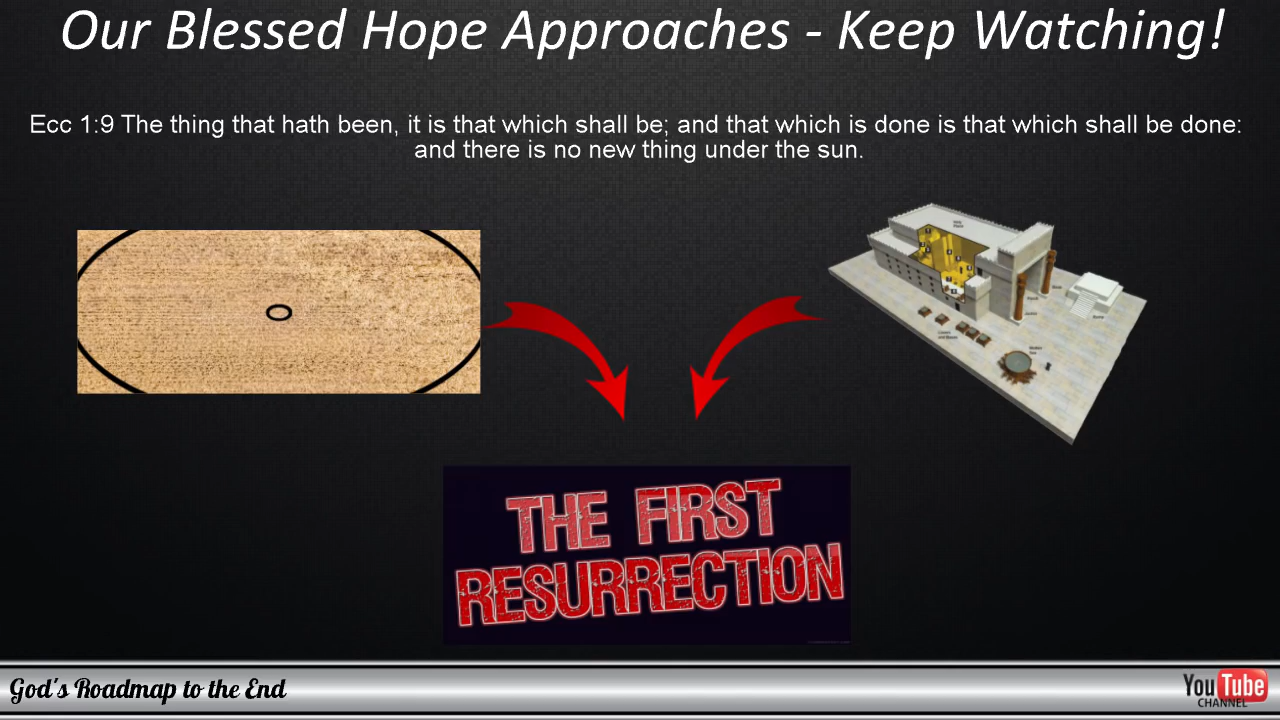 Our Blessed Hope Approaches - Keep Watching!
Ecc 1:9 The thing that hath been, it is that which shall be; and that which is done is that which shall be done:
and there is no new thing under the sun.
THE FIRST
RESURRECTION
God's Roadmap to the End
YouTube
CHANNEL